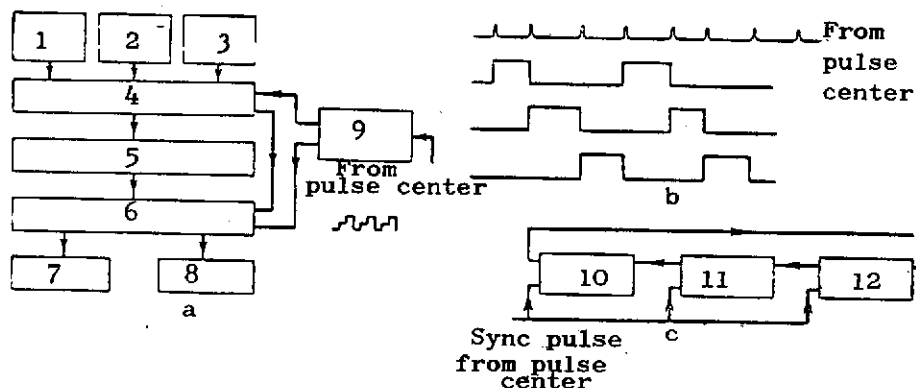 1 2 3
4
5
6
7 8
a
9
From
pulse center
From
pulse
center
b
10 11 12
c
Sync pulse
from pulse
center